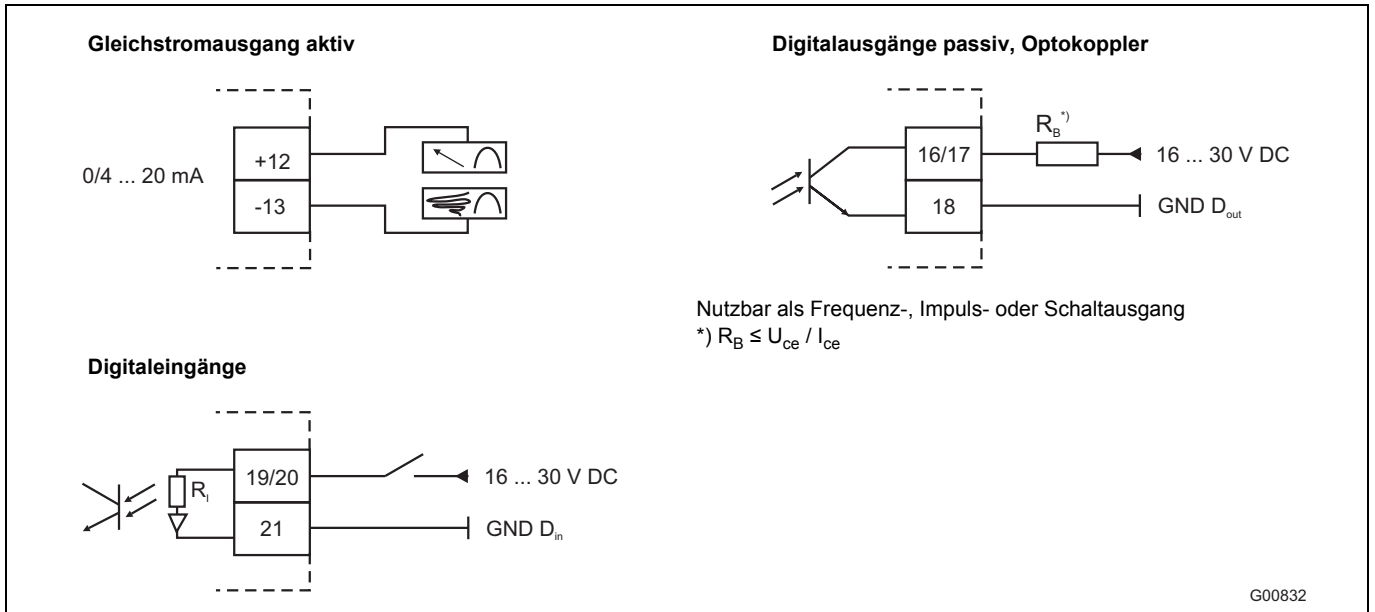 Gleichstromausgang aktiv
0/4 ... 20 mA
+12
-13
Digitalausgänge passiv, Optokoppler
R_B *)
16/17
16 ... 30 V DC
18
GND D_out
Nutzbar als Frequenz-, Impuls- oder Schaltausgang
*) R_B ≤ U_ce / I_ce
Digitaleingänge
R_I
19/20
16 ... 30 V DC
21
GND D_in
G00832